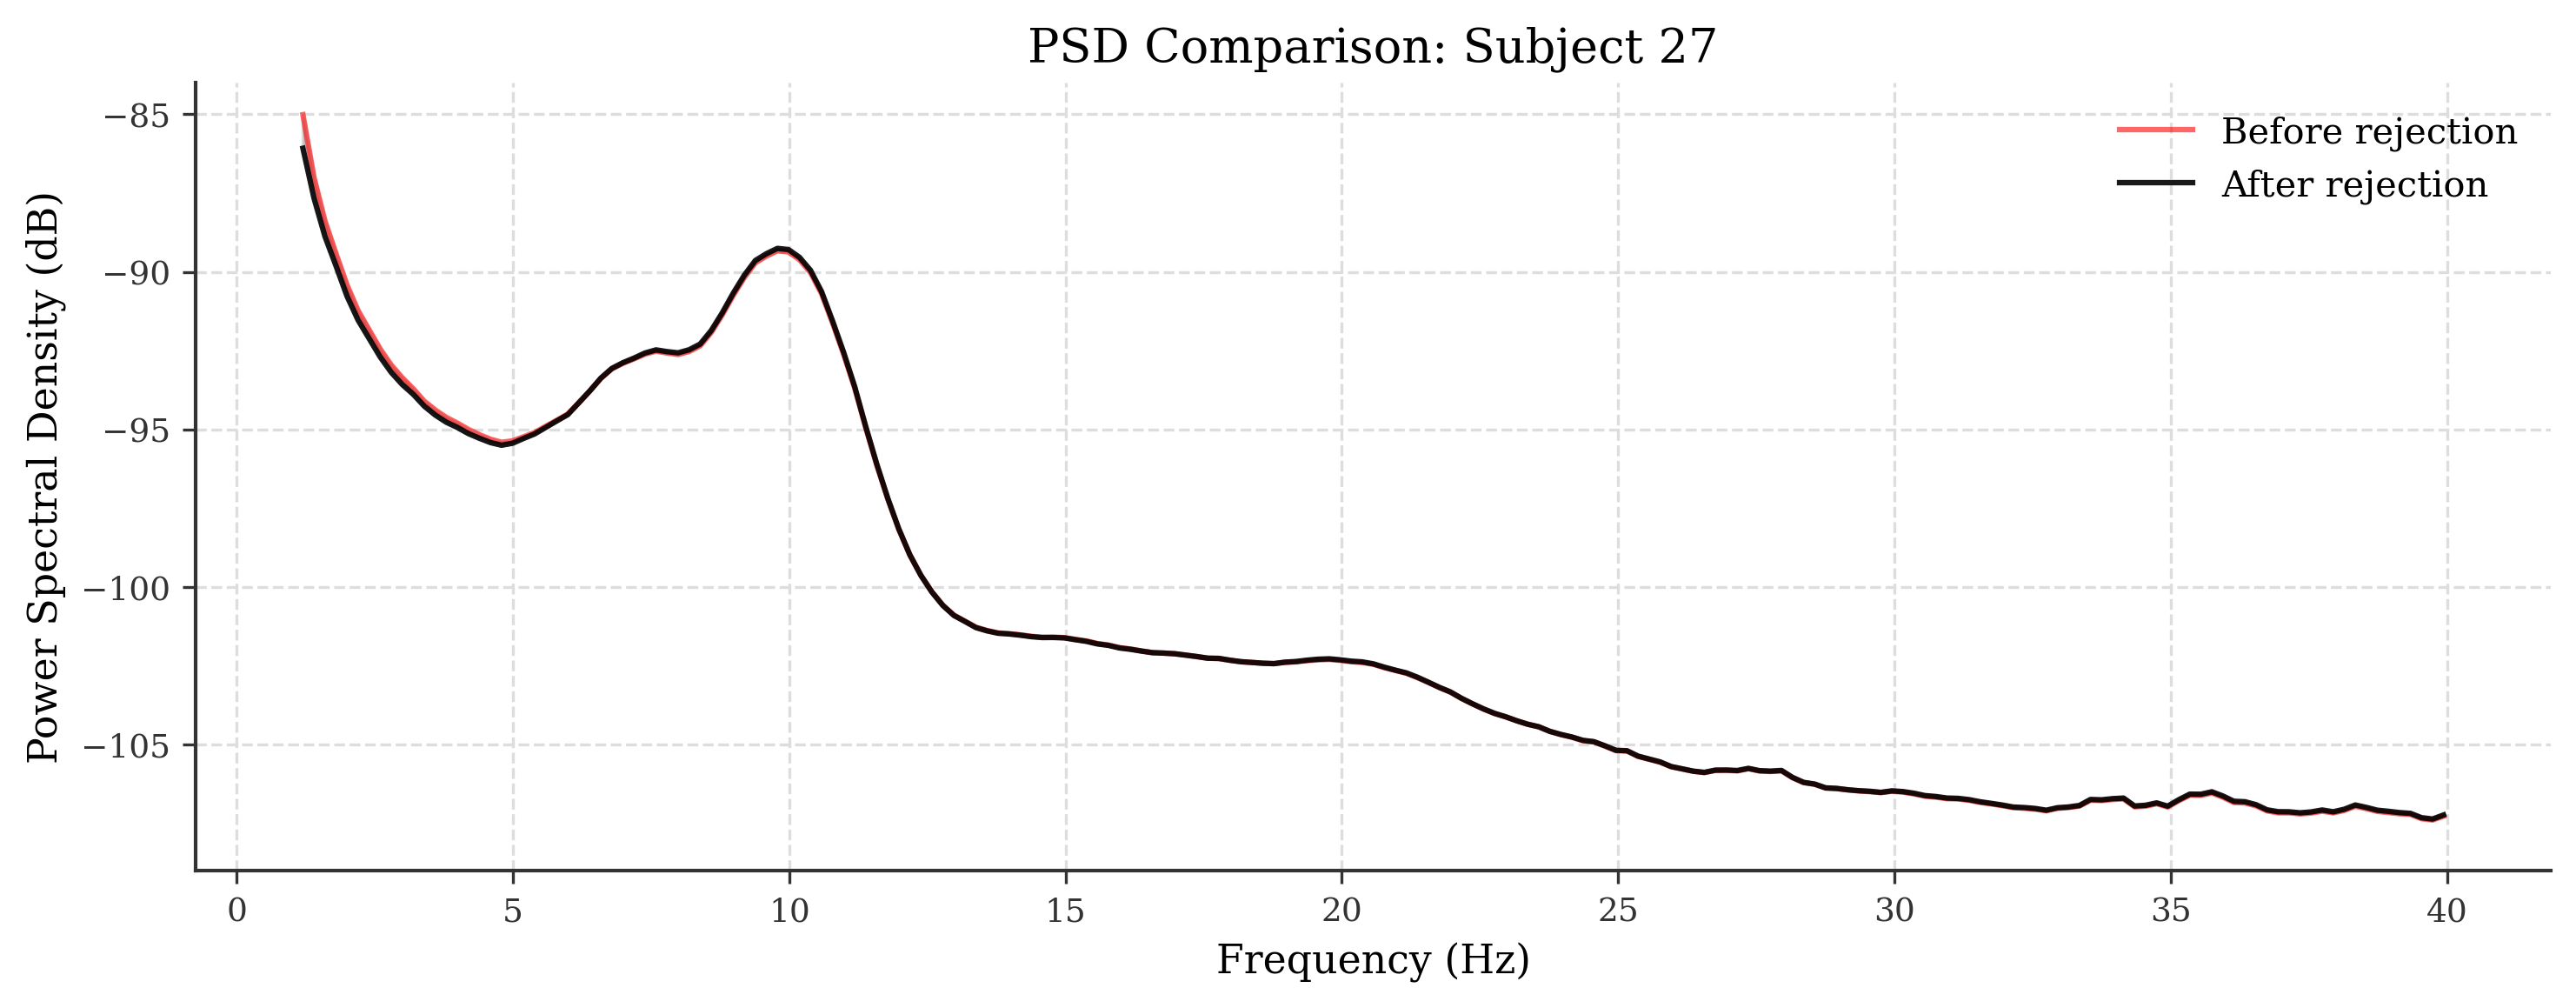 PSD Comparison: Subject 27
Power Spectral Density (dB)
−85
−90
−95
−100
−105
Before rejection
After rejection
0 5 10 15 20 25 30 35 40
Frequency (Hz)